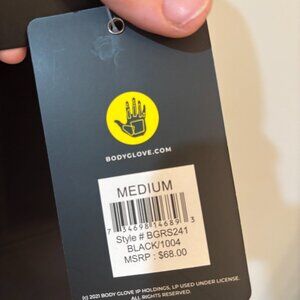 BODYGLOVE.COM
MEDIUM
7 34698 14689 3
Style # BGRS241
BLACK/1004
MSRP : $68.00
(c) 2021 BODY GLOVE IP HOLDINGS, LP USED UNDER LICENSE.
ALL RIGHTS RESERVED.